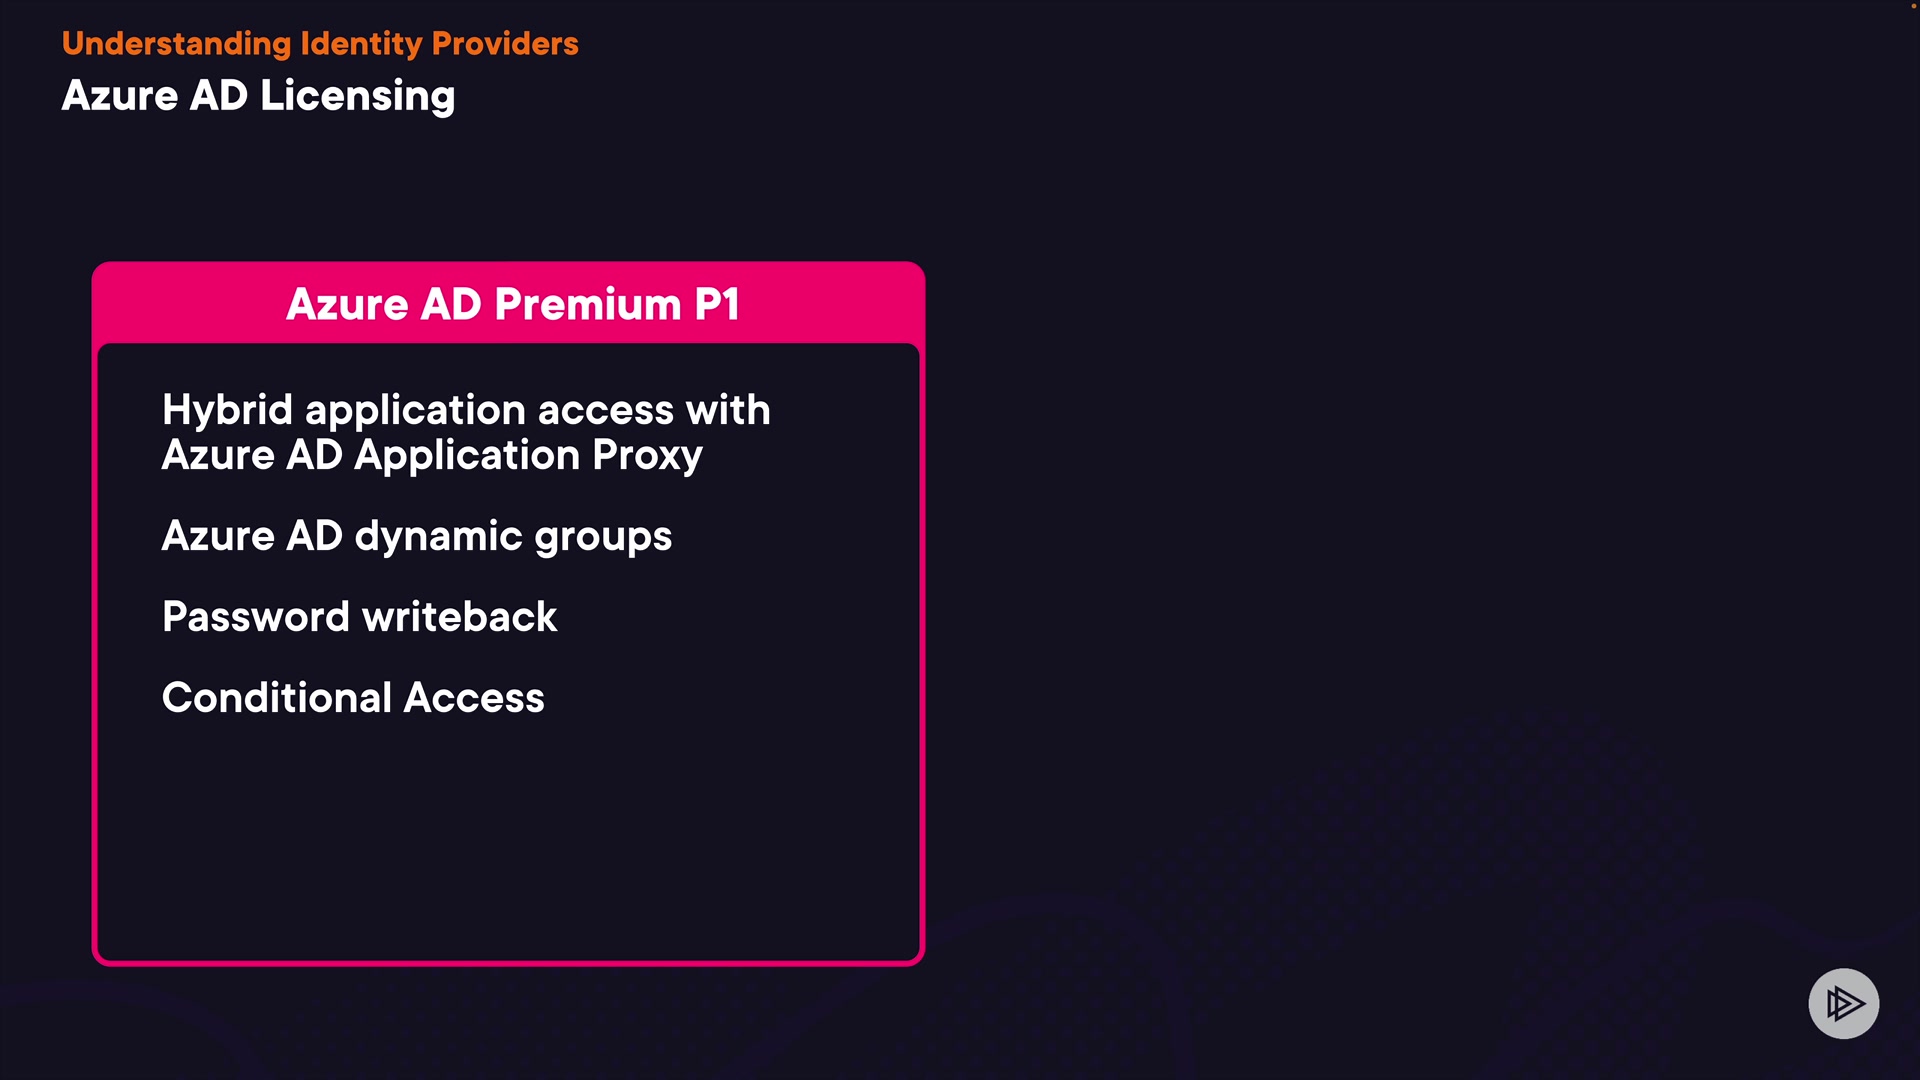 Understanding Identity Providers
Azure AD Licensing
Azure AD Premium P1
Hybrid application access with
Azure AD Application Proxy
Azure AD dynamic groups
Password writeback
Conditional Access